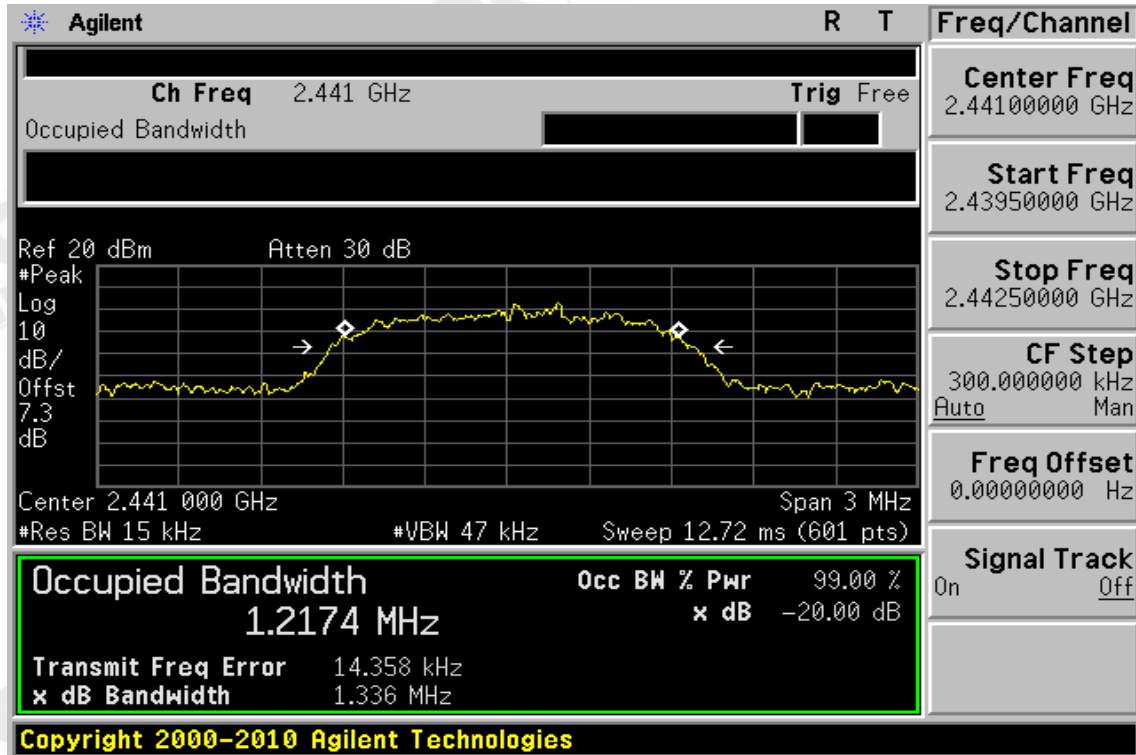 Agilent R T
Freq/Channel
Ch Freq 2.441 GHz Trig Free
Occupied Bandwidth
Center Freq
2.44100000 GHz
Start Freq
2.43950000 GHz
Stop Freq
2.44250000 GHz
CF Step
300.000000 kHz
Auto Man
Freq Offset
0.00000000 Hz
Signal Track
On Off
Ref 20 dBm Atten 30 dB
#Peak
Log
10
dB/
Offst
7.3
dB
Center 2.441 000 GHz Span 3 MHz
#Res BW 15 kHz #VBW 47 kHz Sweep 12.72 ms (601 pts)
Occupied Bandwidth
1.2174 MHz
Occ BW % Pwr 99.00 %
x dB -20.00 dB
Transmit Freq Error 14.358 kHz
x dB Bandwidth 1.336 MHz
Copyright 2000-2010 Agilent Technologies